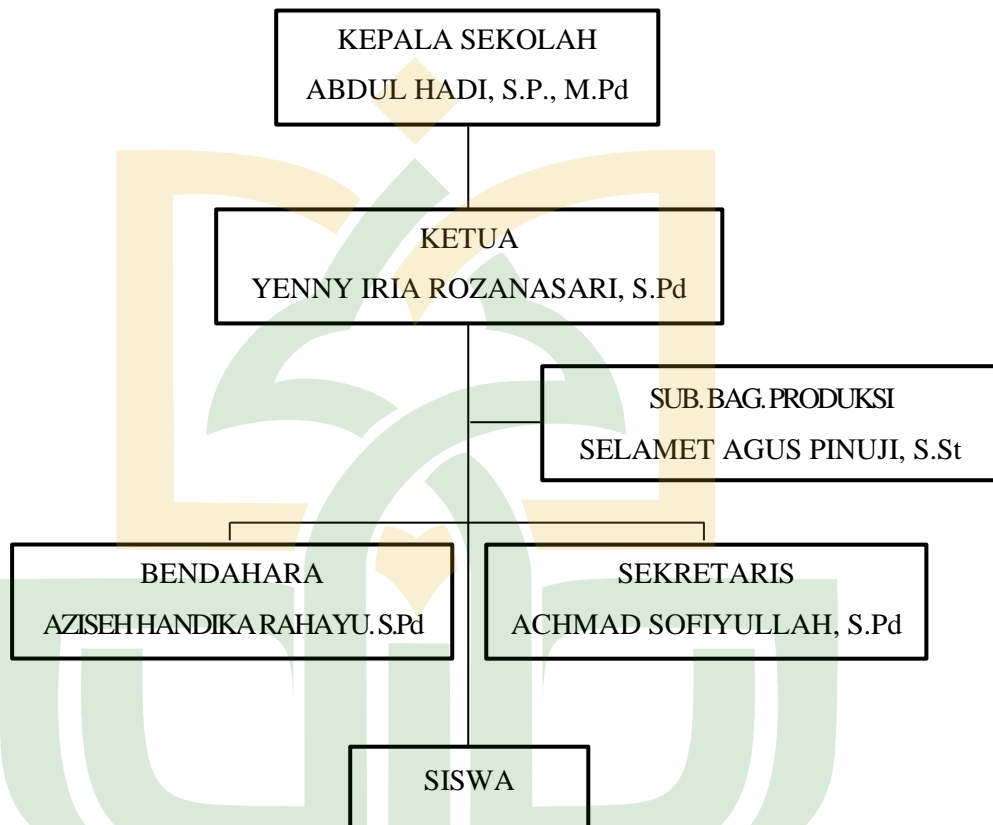 KEPALA SEKOLAH
ABDUL HADI, S.P., M.Pd
KETUA
YENNY IRIA ROZANASARI, S.Pd
SUB. BAG. PRODUKSI
SELAMET AGUS PINUJI, S.St
BENDAHARA
AZISEH HANDIKA RAHAYU. S.Pd
SEKRETARIS
ACHMAD SOFIYULLAH, S.Pd
SISWA